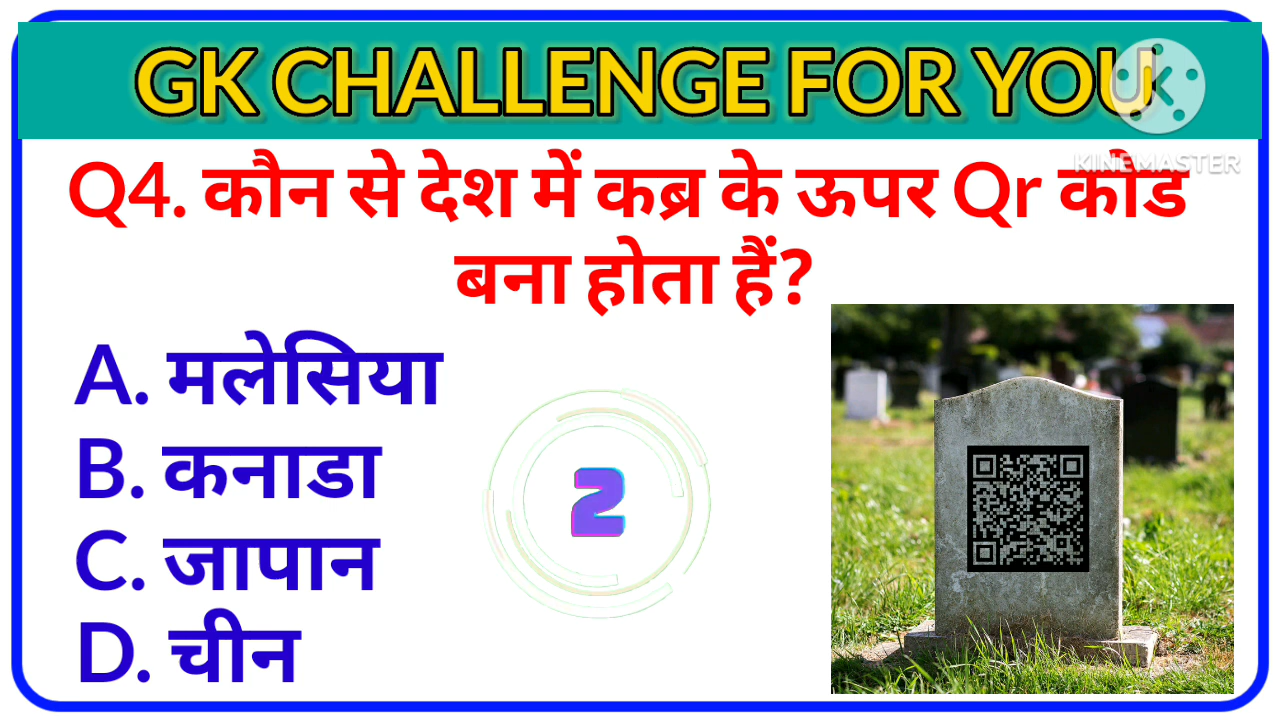 GK CHALLENGE FOR YOU
KINEMASTER
Q4. कौन से देश में कब्र के ऊपर Qr कोड
बना होता हैं?
A. मलेसिया
B. कनाडा
C. जापान
D. चीन
2